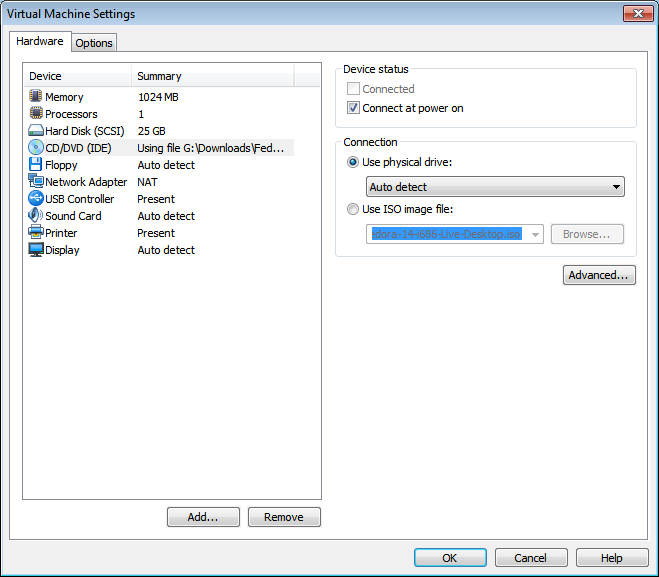 Virtual Machine Settings
Hardware Options
Device Summary
Memory 1024 MB
Processors 1
Hard Disk (SCSI) 25 GB
CD/DVD (IDE) Using file G:\Downloads\Fed...
Floppy Auto detect
Network Adapter NAT
USB Controller Present
Sound Card Auto detect
Printer Present
Display Auto detect
Add... Remove
Device status
Connected
Connect at power on
Connection
Use physical drive:
Auto detect
Use ISO image file:
edora-14-i686-Live-Desktop.iso Browse...
Advanced...
OK Cancel Help